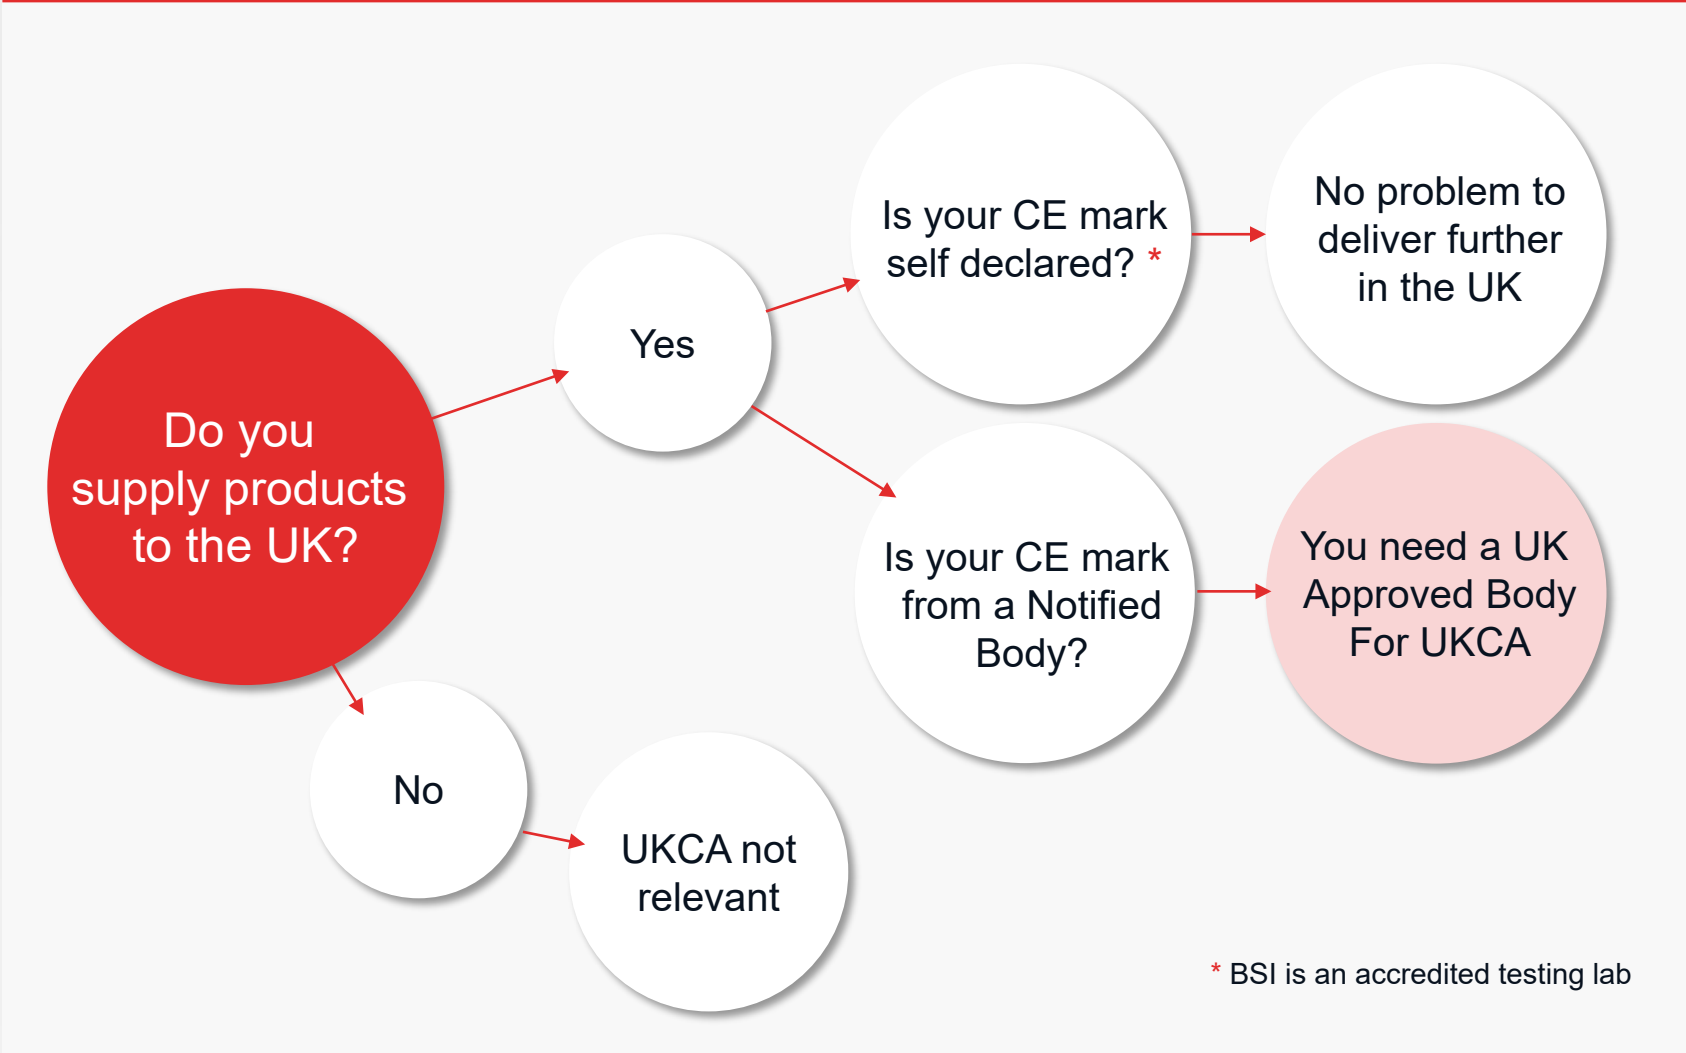 Do you
supply products
to the UK?
Yes
Is your CE mark
self declared? *
No problem to
deliver further
in the UK
Is your CE mark
from a Notified
Body?
You need a UK
Approved Body
For UKCA
No
UKCA not
relevant
* BSI is an accredited testing lab